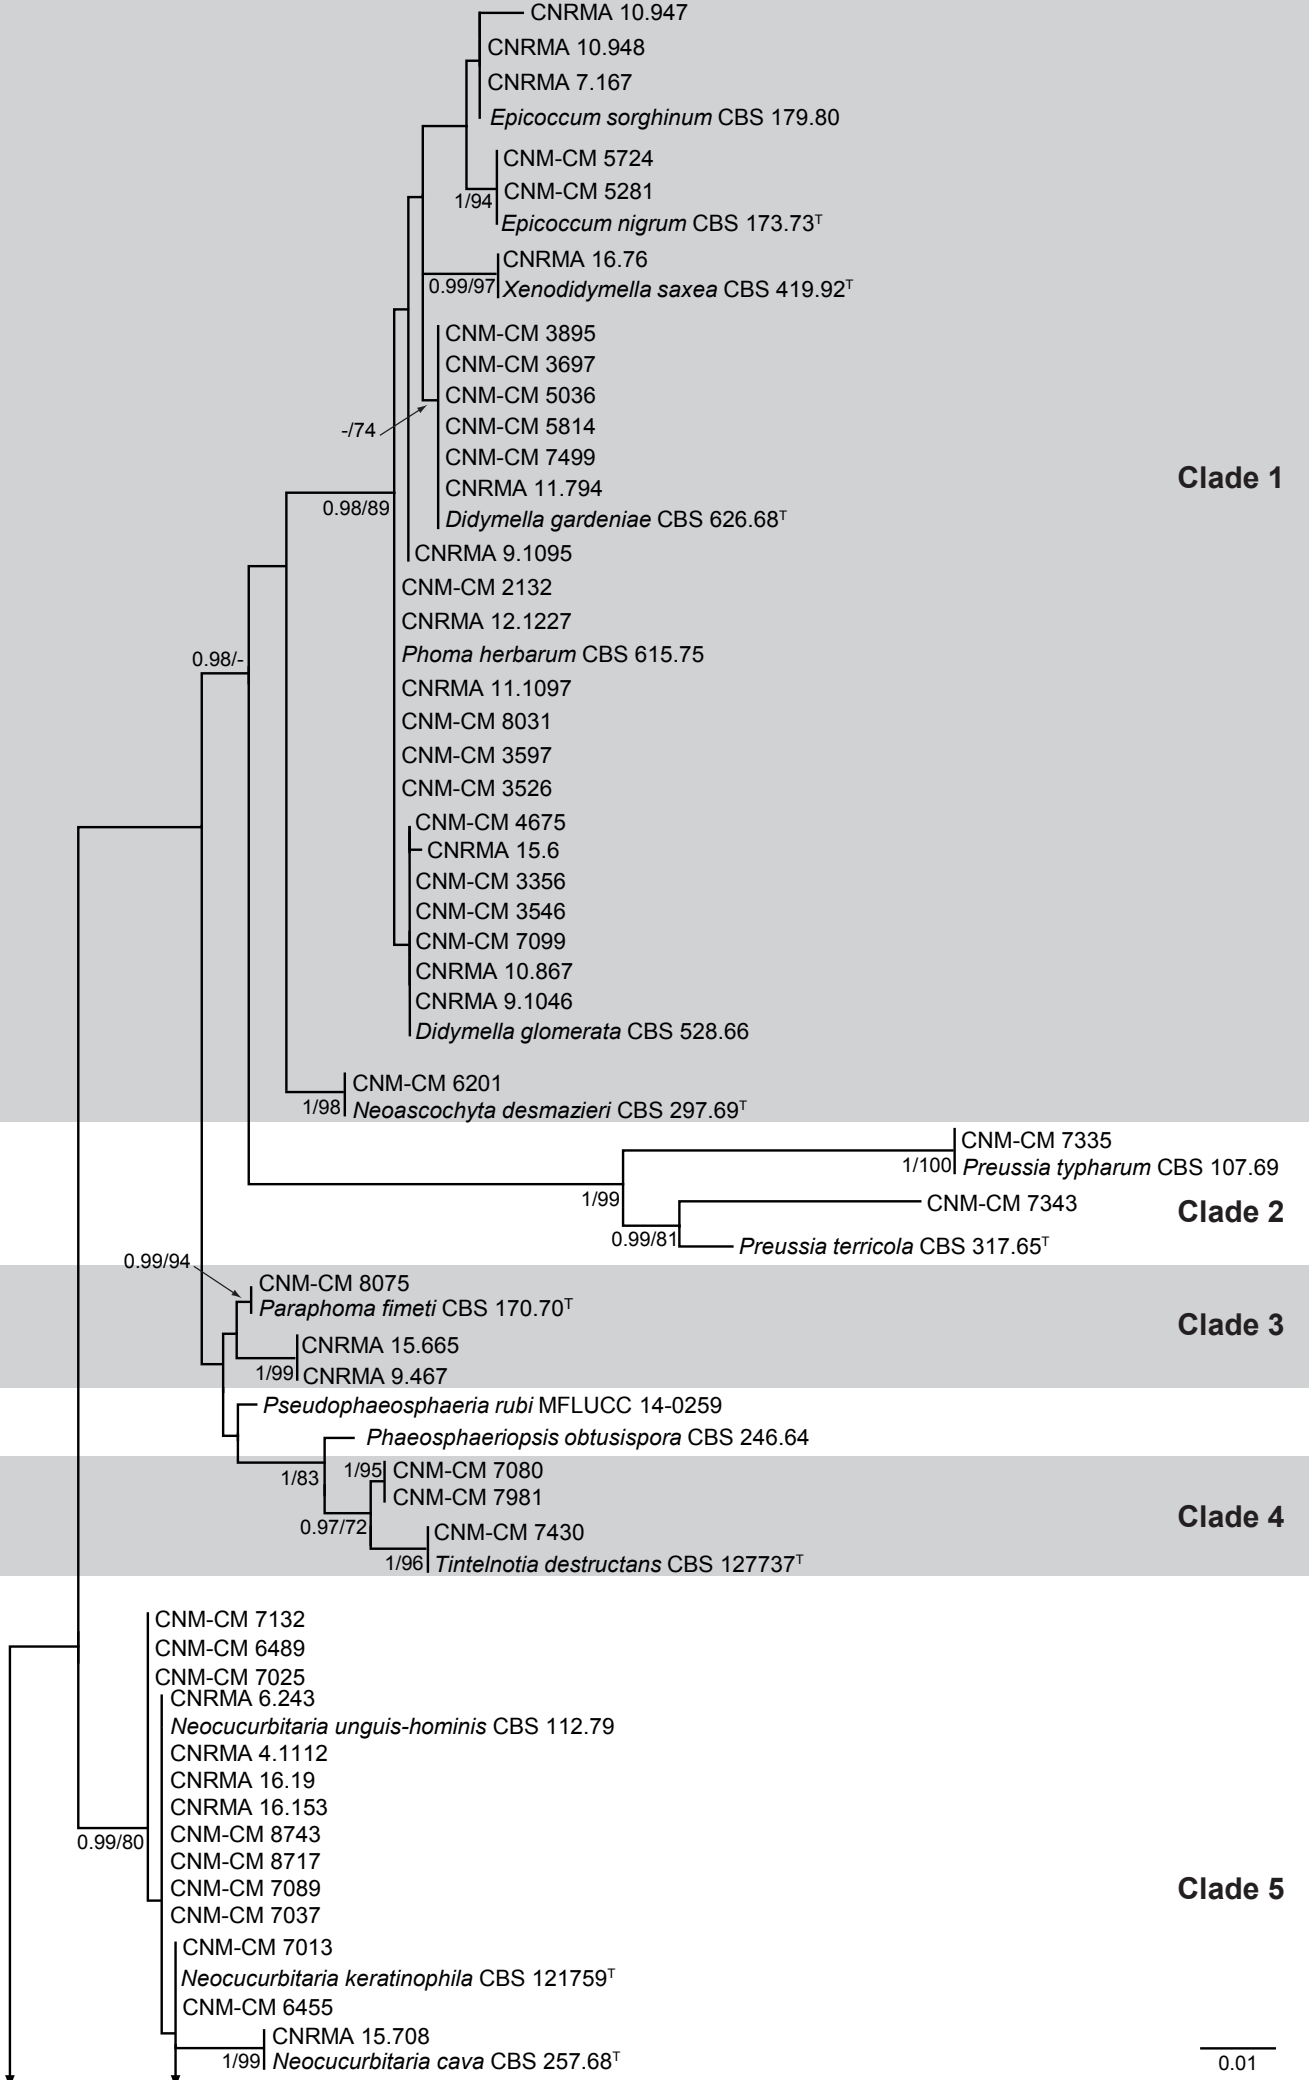 CNRMA 10.947
CNRMA 10.948
CNRMA 7.167
Epicoccum sorghinum CBS 179.80
CNM-CM 5724
CNM-CM 5281
1/94
Epicoccum nigrum CBS 173.73T
CNRMA 16.76
0.99/97
Xenodidymella saxea CBS 419.92T
CNM-CM 3895
CNM-CM 3697
CNM-CM 5036
-/74
CNM-CM 5814
CNM-CM 7499
Clade 1
CNRMA 11.794
0.98/89
Didymella gardeniae CBS 626.68T
CNRMA 9.1095
CNM-CM 2132
CNRMA 12.1227
Phoma herbarum CBS 615.75
0.98/-
CNRMA 11.1097
CNM-CM 8031
CNM-CM 3597
CNM-CM 3526
CNM-CM 4675
CNRMA 15.6
CNM-CM 3356
CNM-CM 3546
CNM-CM 7099
CNRMA 10.867
CNRMA 9.1046
Didymella glomerata CBS 528.66
CNM-CM 6201
1/98
Neoascochyta desmazieri CBS 297.69T
CNM-CM 7335
1/100
Preussia typharum CBS 107.69
1/99
CNM-CM 7343
Clade 2
0.99/81
Preussia terricola CBS 317.65T
0.99/94
CNM-CM 8075
Paraphoma fimeti CBS 170.70T
Clade 3
CNRMA 15.665
1/99
CNRMA 9.467
Pseudophaeosphaeria rubi MFLUCC 14-0259
Phaeosphaeriopsis obtusispora CBS 246.64
1/83
1/95
CNM-CM 7080
CNM-CM 7981
Clade 4
0.97/72
CNM-CM 7430
1/96
Tintelnotia destructans CBS 127737T
CNM-CM 7132
CNM-CM 6489
CNM-CM 7025
CNRMA 6.243
Neocucurbitaria unguis-hominis CBS 112.79
CNRMA 4.1112
CNRMA 16.19
CNRMA 16.153
0.99/80
CNM-CM 8743
CNM-CM 8717
CNM-CM 7089
Clade 5
CNM-CM 7037
CNM-CM 7013
Neocucurbitaria keratinophila CBS 121759T
CNM-CM 6455
CNRMA 15.708
1/99
Neocucurbitaria cava CBS 257.68T
0.01